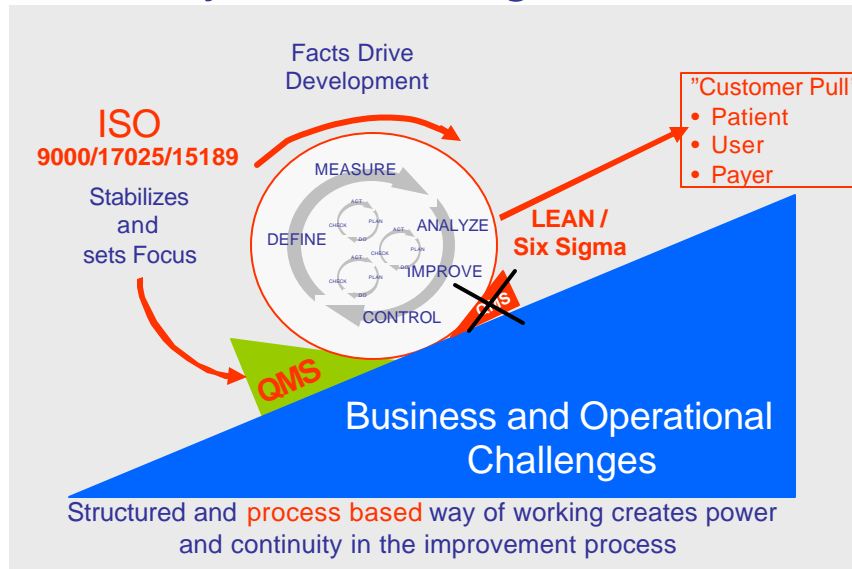 Facts Drive
Development
"Customer Pull"
• Patient
• User
• Payer
ISO
9000/17025/15189
Stabilizes
and
sets Focus
MEASURE
ANALYZE
DEFINE
IMPROVE
CONTROL
ACT
PLAN
DO
CHECK
ACT
PLAN
DO
CHECK
ACT
PLAN
DO
CHECK
LEAN /
Six Sigma
QMS
QMS
Business and Operational
Challenges
Structured and process based way of working creates power
and continuity in the improvement process